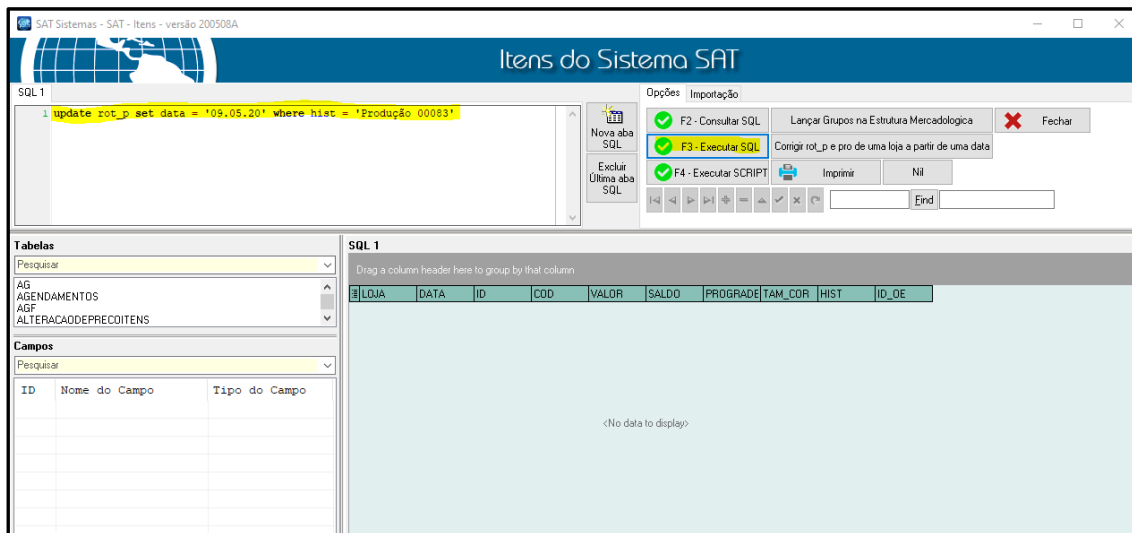 SAT Sistemas - SAT - Itens - versão 200508A
Itens do Sistema SAT
SQL 1
1 update rot_p set data = '09.05.20' where hist = 'Produção 00083'
Nova aba
SQL
Excluir
Última aba
SQL
Opções Importação
F2 - Consultar SQL Lançar Grupos na Estrutura Mercadologica Fechar
F3 - Executar SQL Corrigir rot_p e pro de uma loja a partir de uma data
F4 - Executar SCRIPT Imprimir Nil
Find
Tabelas
Pesquisar
AG
AGENDAMENTOS
AGF
ALTERACAODEPRECOITENS
Campos
Pesquisar
ID Nome do Campo Tipo do Campo
SQL 1
Drag a column header here to group by that column
LOJA DATA ID COD VALOR SALDO PROGRADE TAM_COR HIST ID_OE
<No data to display>